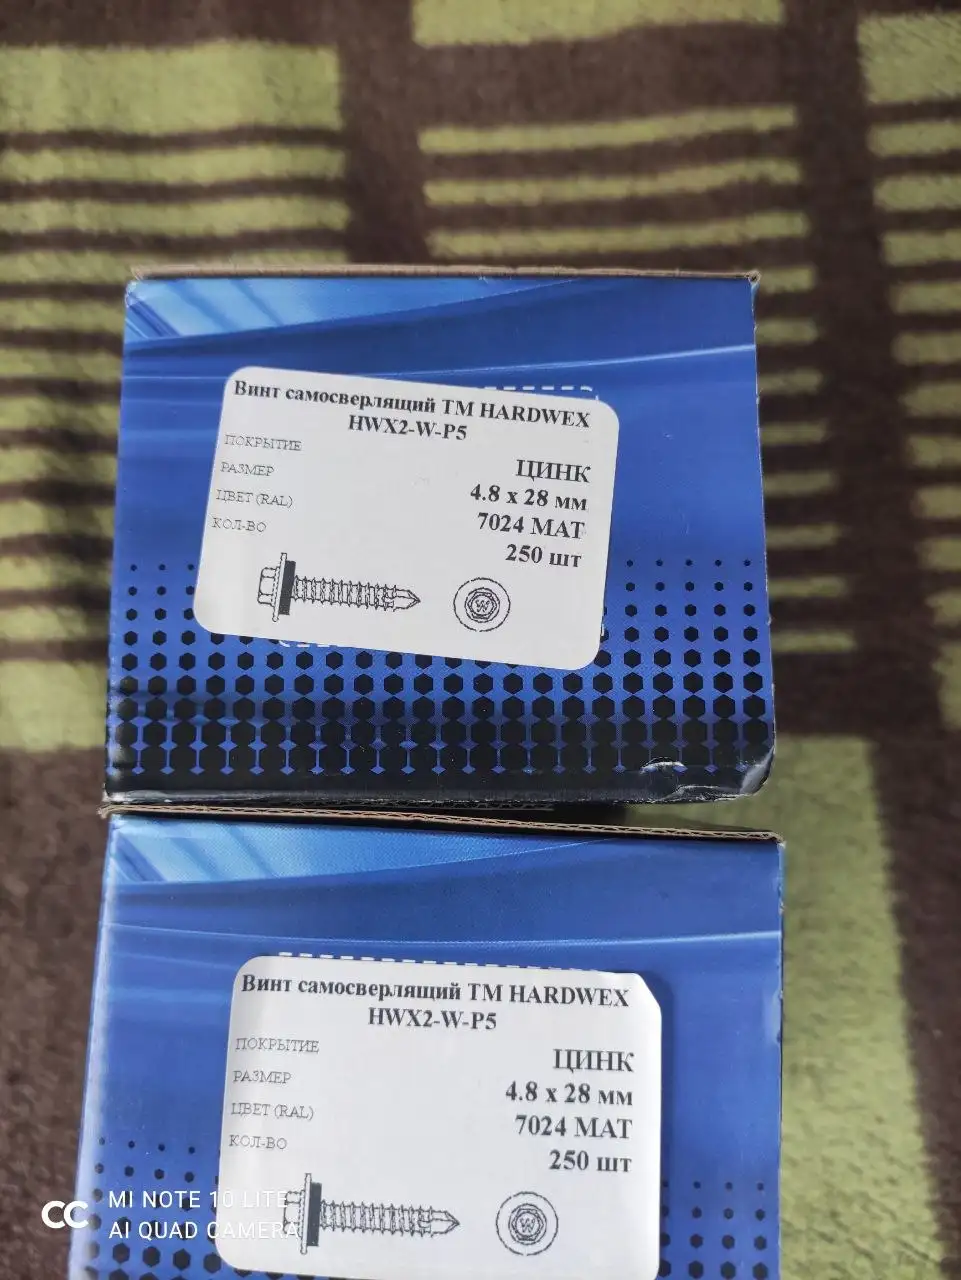 Винт самосверлящий ТМ HARDWEX
HWX2-W-P5
ПОКРЫТИЕ ЦИНК
РАЗМЕР 4.8 x 28 мм
ЦВЕТ (RAL) 7024 МАТ
КОЛ-ВО 250 шт
W
Винт самосверлящий ТМ HARDWEX
HWX2-W-P5
ПОКРЫТИЕ ЦИНК
РАЗМЕР 4.8 x 28 мм
ЦВЕТ (RAL) 7024 МАТ
КОЛ-ВО 250 шт
W
MI NOTE 10 LITE
AI QUAD CAMERA